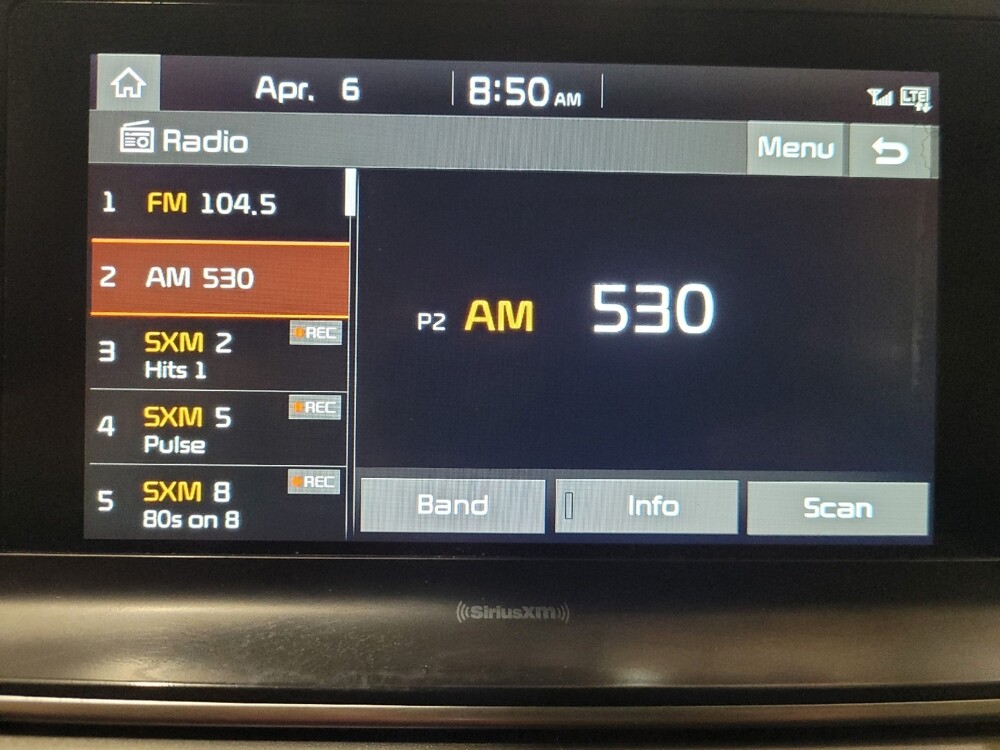 Apr. 6 8:50 AM LTE
Radio Menu
1 FM 104.5
2 AM 530
P2 AM 530
3 SXM 2 REC
Hits 1
4 SXM 5 REC
Pulse
5 SXM 8 REC
80s on 8
Band Info Scan
((SiriusXM))